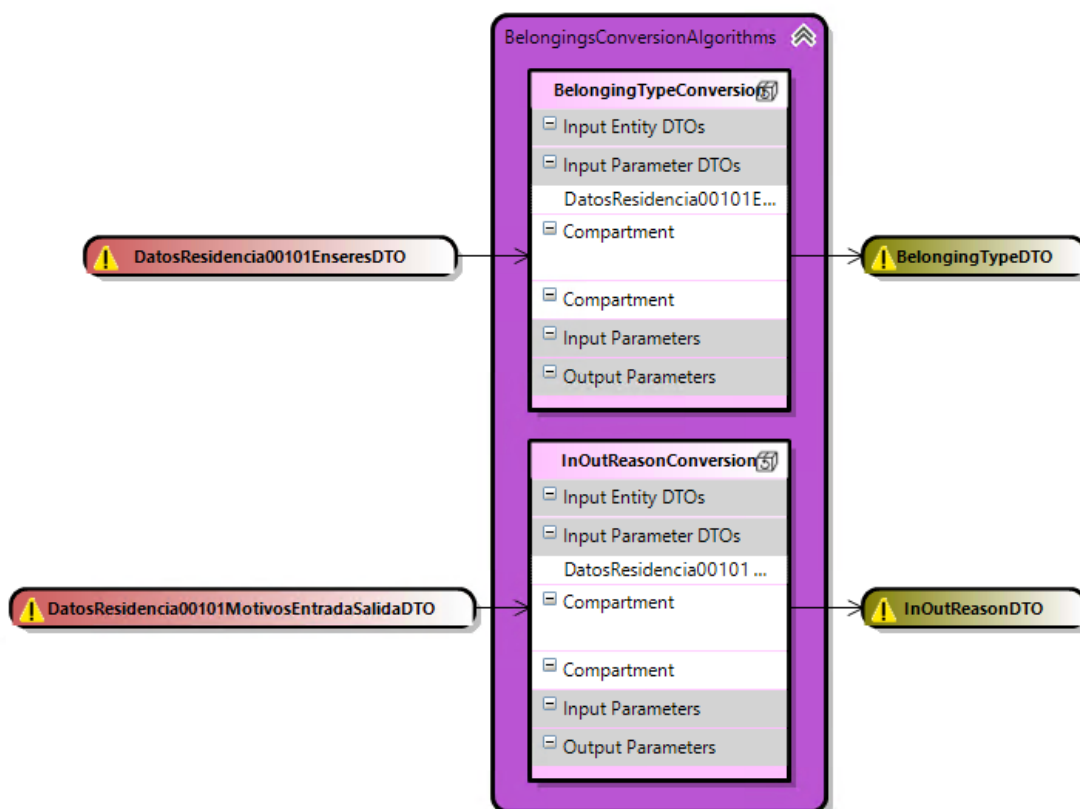 BelongingsConversionAlgorithms
BelongingTypeConversion
Input Entity DTOs
Input Parameter DTOs
DatosResidencia00101E...
Compartment
Compartment
Input Parameters
Output Parameters
DatosResidencia00101EnseresDTO
BelongingTypeDTO
InOutReasonConversion
Input Entity DTOs
Input Parameter DTOs
DatosResidencia00101 ...
Compartment
Compartment
Input Parameters
Output Parameters
DatosResidencia00101MotivosEntradaSalidaDTO
InOutReasonDTO